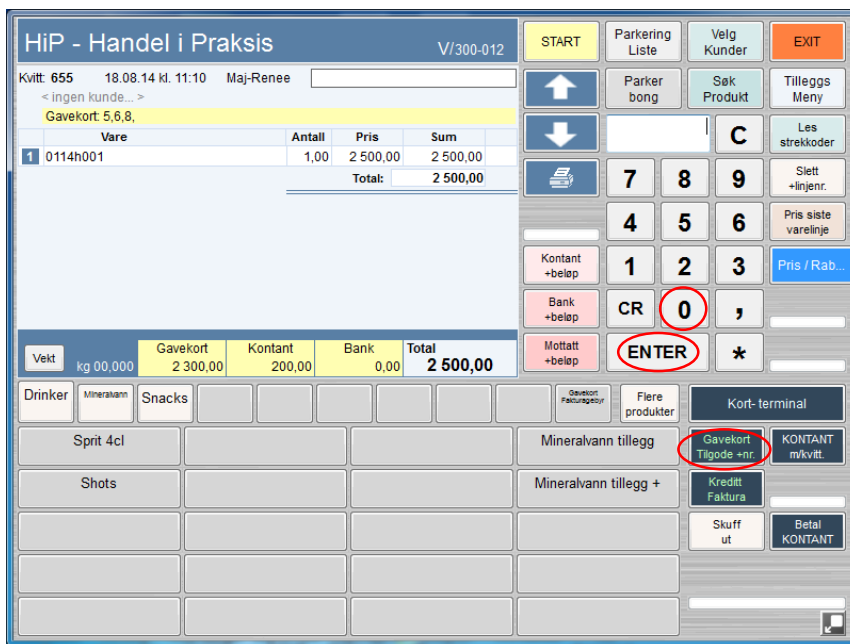 HiP - Handel i Praksis
V/300-012
Kvitt: 655 18.08.14 kl. 11:10 Maj-Renee
< ingen kunde... >
Gavekort: 5,6,8,
Vare Antall Pris Sum
1 0114h001 1,00 2 500,00 2 500,00
Total: 2 500,00
Vekt
kg 00,000
Gavekort
2 300,00
Kontant
200,00
Bank
0,00
Total
2 500,00
START
Parkering
Liste
Velg
Kunder
EXIT
Parker
bong
Søk
Produkt
Tilleggs
Meny
C
Les
strekkoder
7 8 9
Slett
+linjenr.
4 5 6
Pris siste
varelinje
Kontant
+beløp
1 2 3
Pris / Rab...
Bank
+beløp
CR 0 ,
Mottatt
+beløp
ENTER *
Drinker
Mineralvann
Snacks
Gavekort
Fakturagebyr
Flere
produkter
Kort- terminal
Sprit 4cl
Mineralvann tillegg
Gavekort
Tilgode +nr.
KONTANT
m/kvitt.
Shots
Mineralvann tillegg +
Kreditt
Faktura
Skuff
ut
Betal
KONTANT